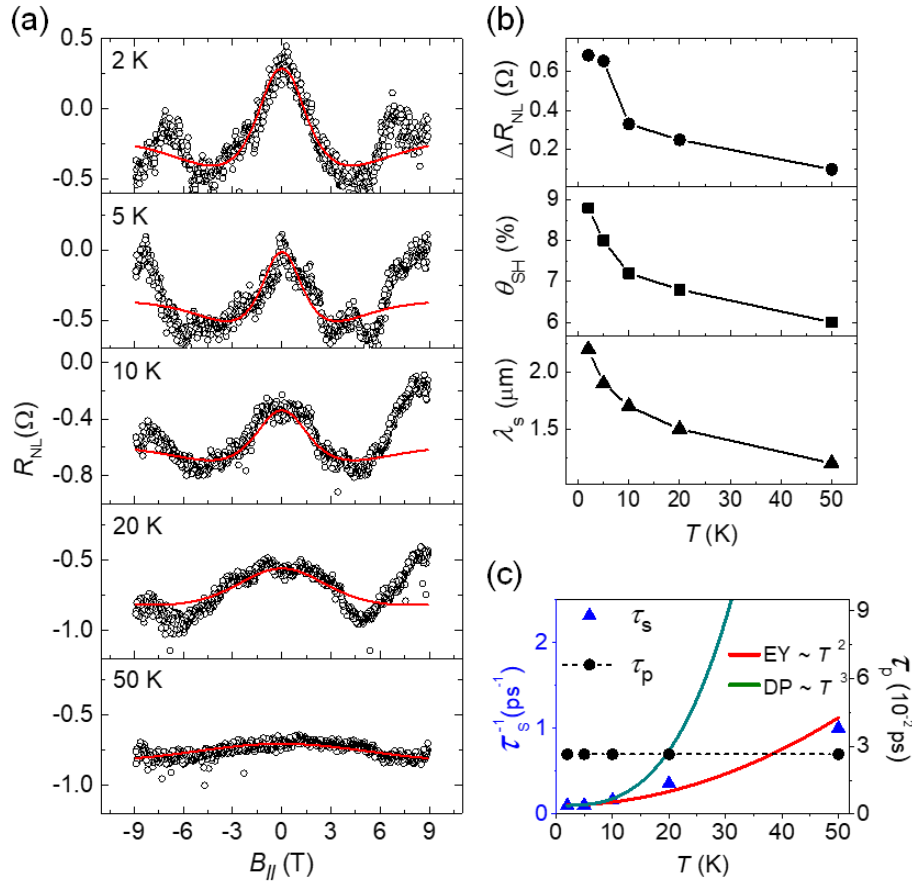 (a)
0.5
0.0
-0.5
2 K
0.0
-0.5
5 K
0.0
-0.4
-0.8
10 K
-0.5
-1.0
20 K
-0.5
-1.0
50 K
R_NL(Ω)
-9 -6 -3 0 3 6 9
B_// (T)
(b)
0.6
0.4
0.2
ΔR_NL (Ω)
9
8
7
6
θ_SH (%)
2.0
1.5
λ_s (μm)
0 10 20 30 40 50
T (K)
(c)
2
1
0
τ_s^-1 (ps^-1)
τ_s
τ_p
EY ~ T^2
DP ~ T^3
9
6
3
0
τ_p (10^-2 ps)
0 10 20 30 40 50
T (K)